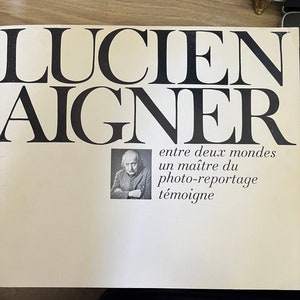 LUCIEN
AIGNER
entre deux mondes
un maître du
photo-reportage
témoigne